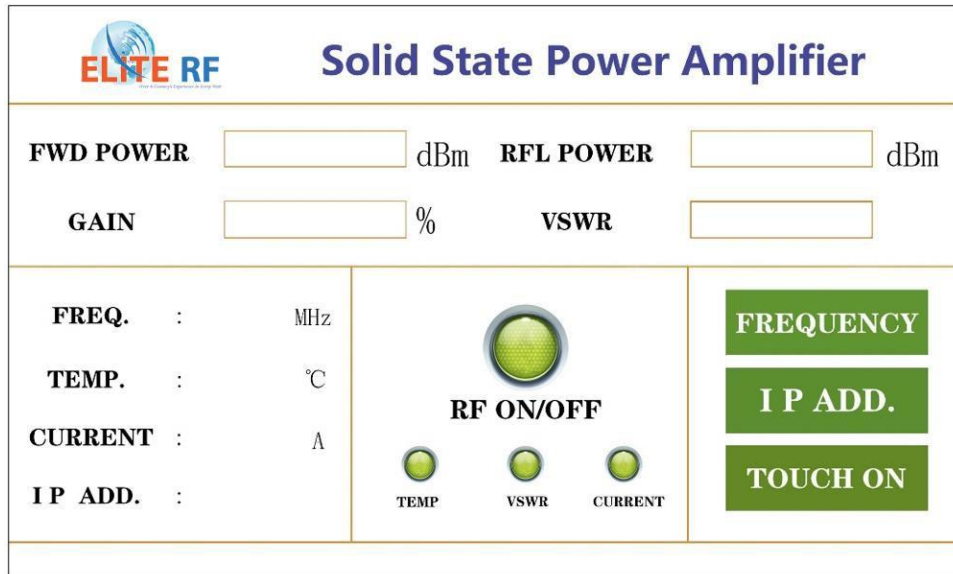 ELiTE RF
Solid State Power Amplifier
FWD POWER dBm RFL POWER dBm
GAIN % VSWR
FREQ. : MHz
TEMP. : °C
CURRENT : A
I P ADD. :
RF ON/OFF
TEMP VSWR CURRENT
FREQUENCY
I P ADD.
TOUCH ON